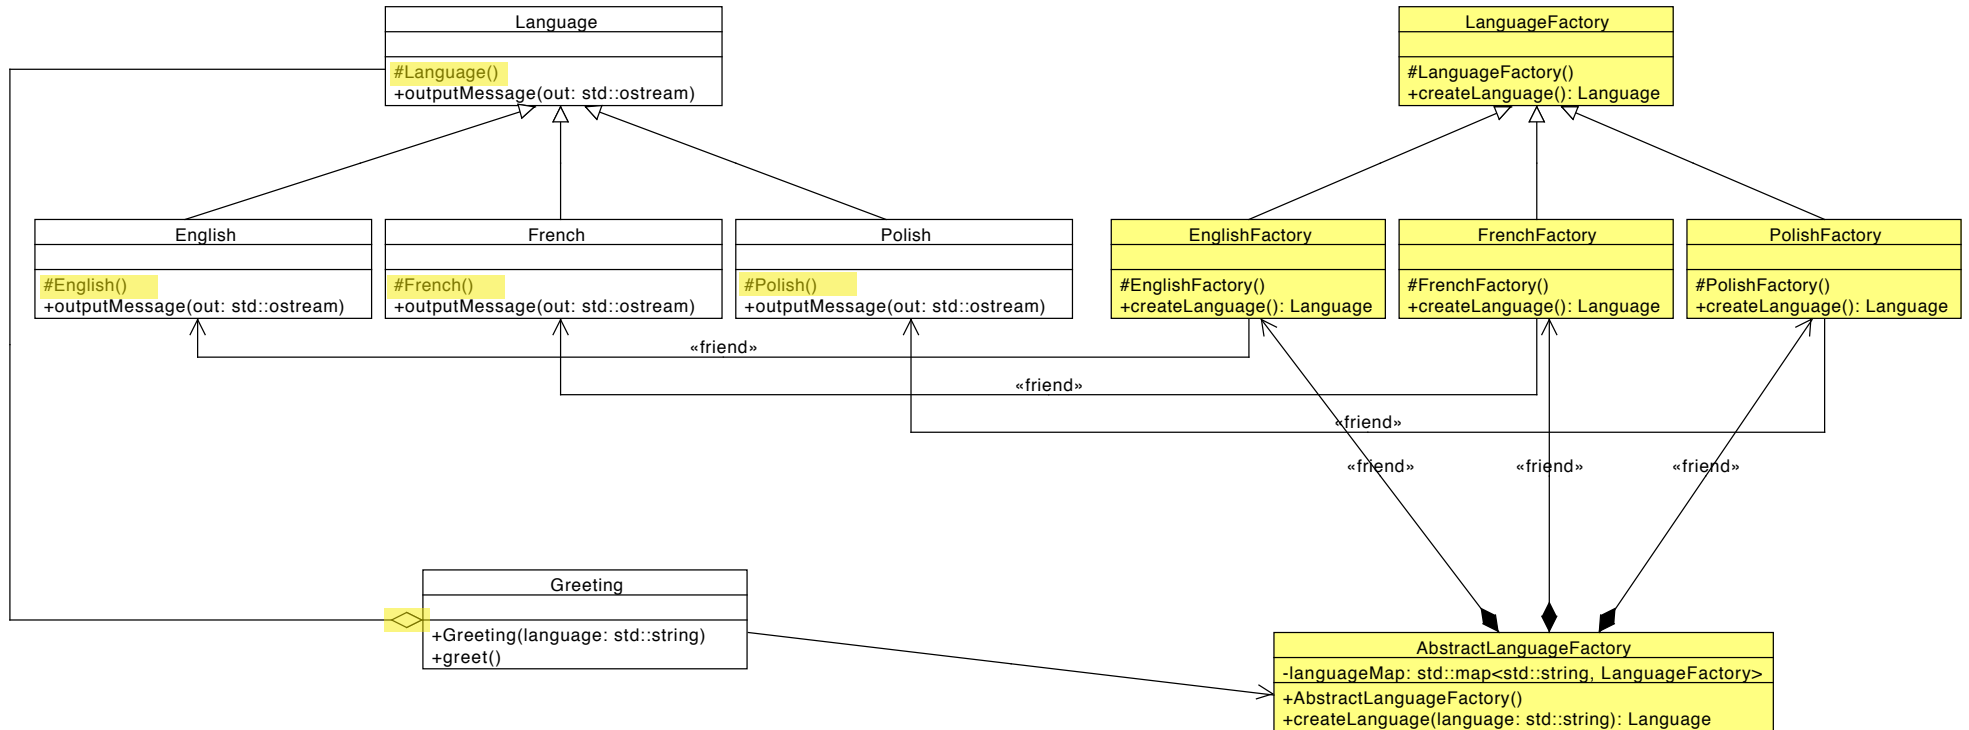 Language
#Language()
+outputMessage(out: std::ostream)
LanguageFactory
#LanguageFactory()
+createLanguage(): Language
English
#English()
+outputMessage(out: std::ostream)
French
#French()
+outputMessage(out: std::ostream)
Polish
#Polish()
+outputMessage(out: std::ostream)
EnglishFactory
#EnglishFactory()
+createLanguage(): Language
FrenchFactory
#FrenchFactory()
+createLanguage(): Language
PolishFactory
#PolishFactory()
+createLanguage(): Language
«friend»
«friend»
«friend»
«friend»
«friend»
«friend»
Greeting
+Greeting(language: std::string)
+greet()
AbstractLanguageFactory
-languageMap: std::map<std::string, LanguageFactory>
+AbstractLanguageFactory()
+createLanguage(language: std::string): Language